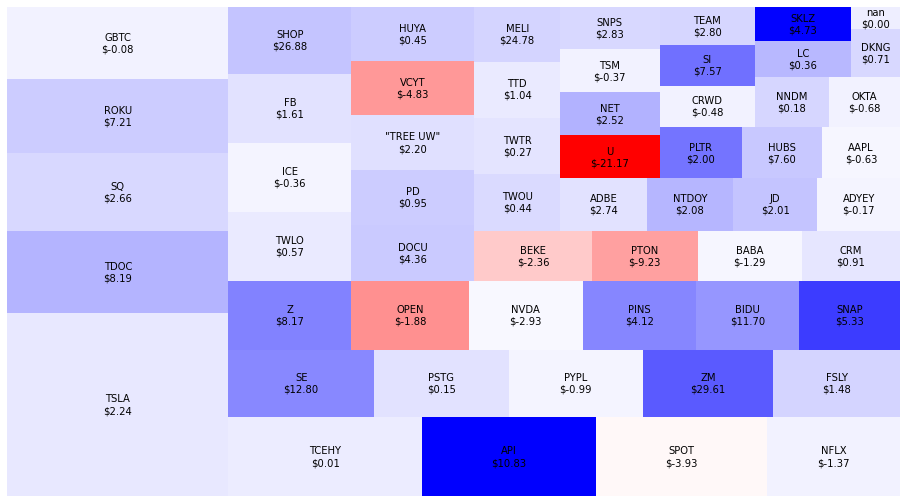 GBTC
$-0.08
ROKU
$7.21
SQ
$2.66
TDOC
$8.19
TSLA
$2.24
SHOP
$26.88
FB
$1.61
ICE
$-0.36
TWLO
$0.57
Z
$8.17
SE
$12.80
TCEHY
$0.01
HUYA
$0.45
VCYT
$-4.83
"TREE UW"
$2.20
PD
$0.95
DOCU
$4.36
OPEN
$-1.88
PSTG
$0.15
API
$10.83
MELI
$24.78
TTD
$1.04
TWTR
$0.27
TWOU
$0.44
BEKE
$-2.36
NVDA
$-2.93
PYPL
$-0.99
SPOT
$-3.93
SNPS
$2.83
TSM
$-0.37
NET
$2.52
U
$-21.17
ADBE
$2.74
PTON
$-9.23
PINS
$4.12
ZM
$29.61
NFLX
$-1.37
TEAM
$2.80
SI
$7.57
CRWD
$-0.48
PLTR
$2.00
NTDOY
$2.08
BABA
$-1.29
BIDU
$11.70
FSLY
$1.48
SKLZ
$4.73
LC
$0.36
NNDM
$0.18
HUBS
$7.60
JD
$2.01
CRM
$0.91
SNAP
$5.33
nan
$0.00
DKNG
$0.71
OKTA
$-0.68
AAPL
$-0.63
ADYEY
$-0.17